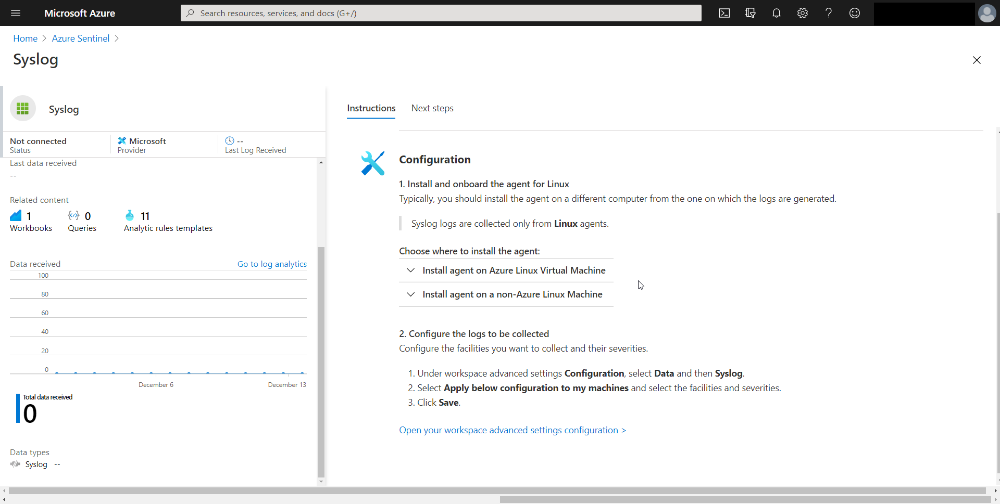 Microsoft Azure
Search resources, services, and docs (G+/)
Home > Azure Sentinel >
Syslog
Syslog
Not connected
Status
Microsoft
Provider
--
Last Log Received
Last data received
--
Related content
1
Workbooks
0
Queries
11
Analytic rules templates
Data received
Go to log analytics
100
80
60
40
20
0
December 6
December 13
Total data received
0
Data types
Syslog --
Instructions
Next steps
Configuration
1. Install and onboard the agent for Linux
Typically, you should install the agent on a different computer from the one on which the logs are generated.
Syslog logs are collected only from Linux agents.
Choose where to install the agent:
Install agent on Azure Linux Virtual Machine
Install agent on a non-Azure Linux Machine
2. Configure the logs to be collected
Configure the facilities you want to collect and their severities.
1. Under workspace advanced settings Configuration, select Data and then Syslog.
2. Select Apply below configuration to my machines and select the facilities and severities.
3. Click Save.
Open your workspace advanced settings configuration >